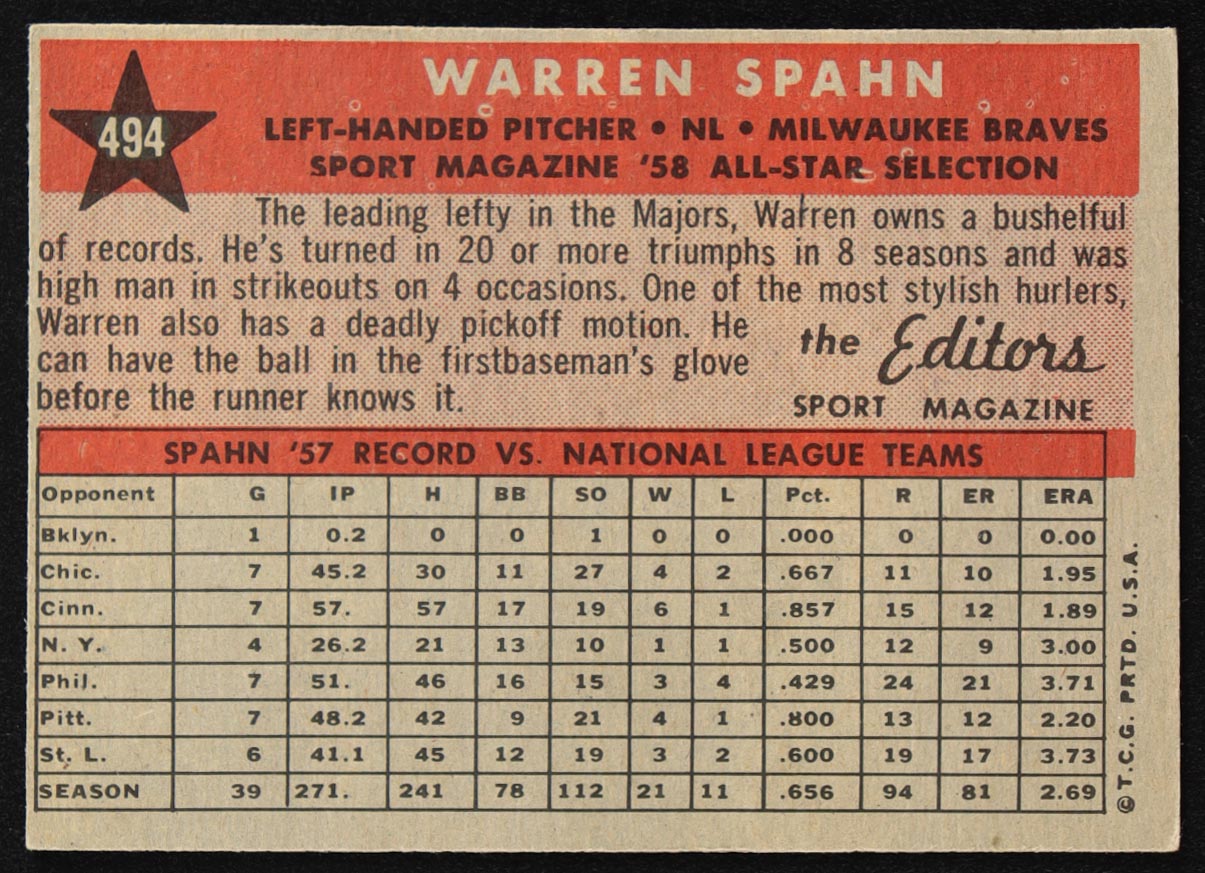 WARREN SPAHN
494
LEFT-HANDED PITCHER • NL • MILWAUKEE BRAVES
SPORT MAGAZINE '58 ALL-STAR SELECTION
The leading lefty in the Majors, Warren owns a bushelful
of records. He's turned in 20 or more triumphs in 8 seasons and was
high man in strikeouts on 4 occasions. One of the most stylish hurlers,
Warren also has a deadly pickoff motion. He
can have the ball in the firstbaseman's glove
before the runner knows it.
the Editors
SPORT MAGAZINE
SPAHN '57 RECORD VS. NATIONAL LEAGUE TEAMS
Opponent G IP H BB SO W L Pct. R ER ERA
Bklyn. 1 0.2 0 0 1 0 0 .000 0 0 0.00
Chic. 7 45.2 30 11 27 4 2 .667 11 10 1.95
Cinn. 7 57. 57 17 19 6 1 .857 15 12 1.89
N. Y. 4 26.2 21 13 10 1 1 .500 12 9 3.00
Phil. 7 51. 46 16 15 3 4 .429 24 21 3.71
Pitt. 7 48.2 42 9 21 4 1 .800 13 12 2.20
St. L. 6 41.1 45 12 19 3 2 .600 19 17 3.73
SEASON 39 271. 241 78 112 21 11 .656 94 81 2.69
© T.C.G. PRTD. U.S.A.